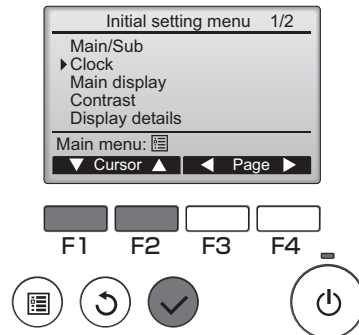 Initial setting menu 1/2
Main/Sub
Clock
Main display
Contrast
Display details
Main menu:
▼ Cursor ▲ ◀ Page ▶
F1 F2 F3 F4